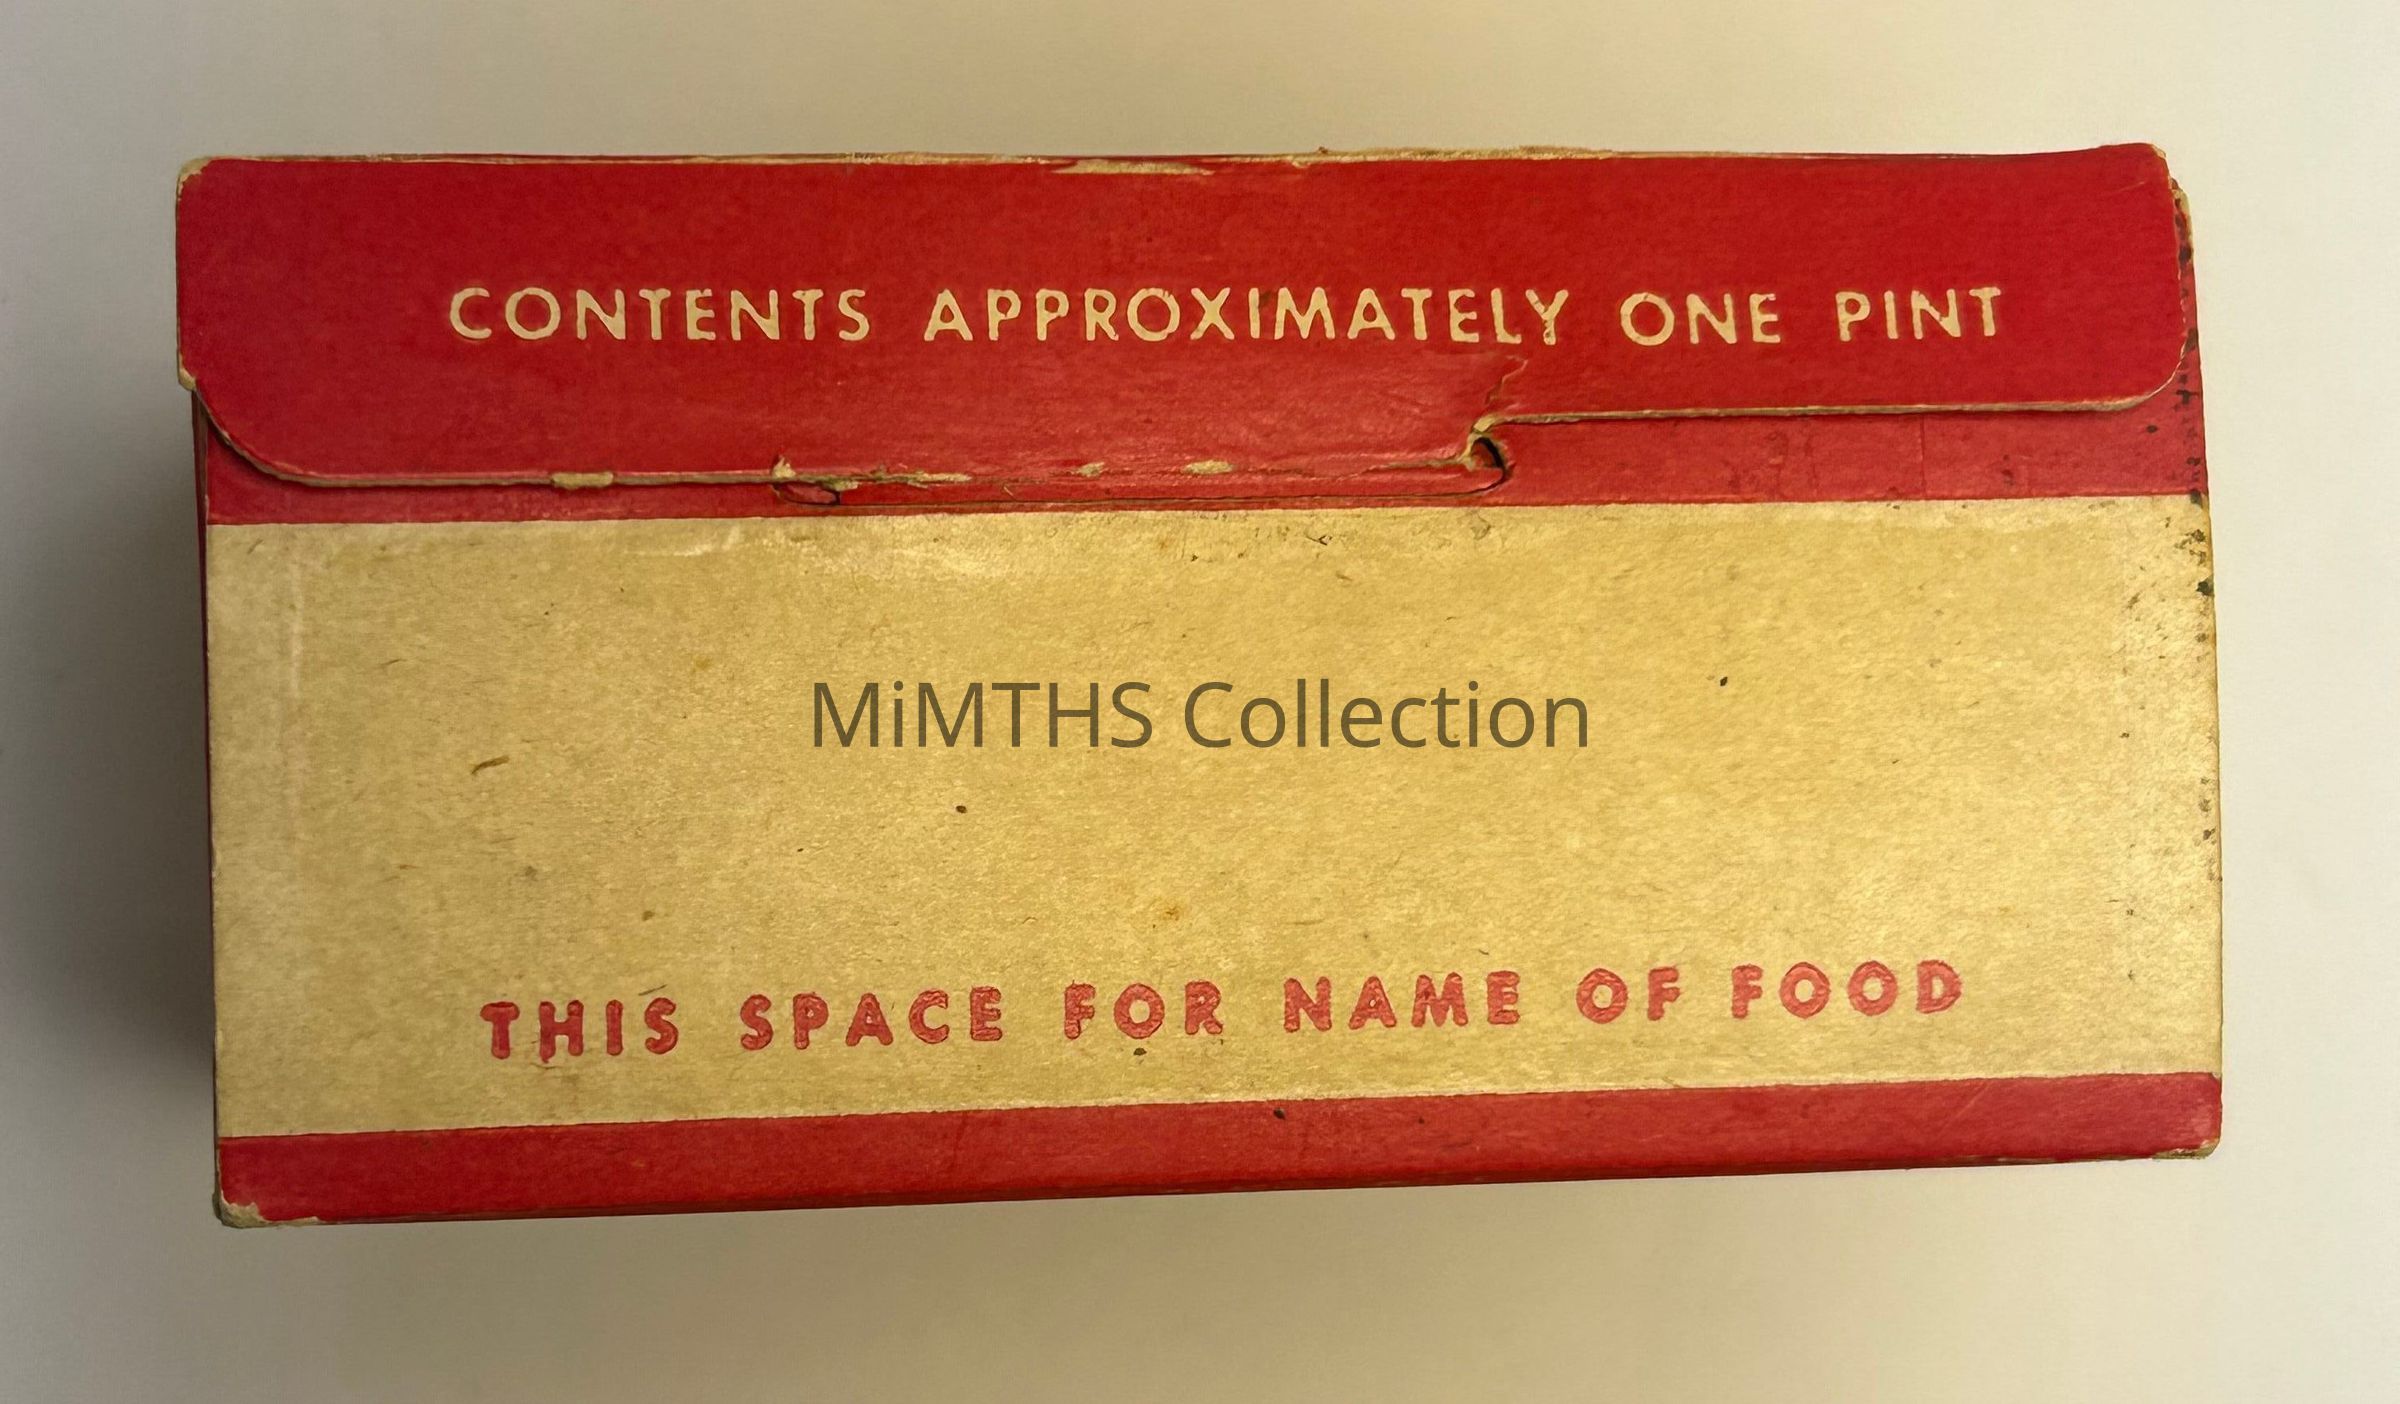 CONTENTS APPROXIMATELY ONE PINT
MiMTHS Collection
THIS SPACE FOR NAME OF FOOD